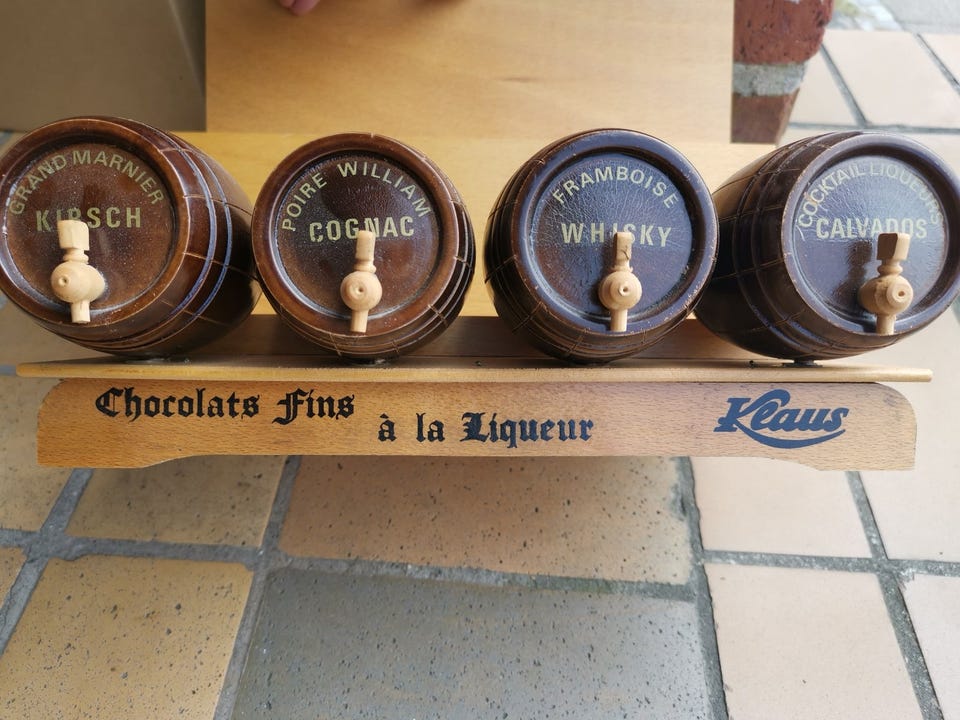 GRAND MARNIER
KIRSCH
POIRE WILLIAM
COGNAC
FRAMBOISE
WHISKY
COCKTAIL LIQUEURS
CALVADOS
Chocolats Fins
à la Liqueur
Klaus